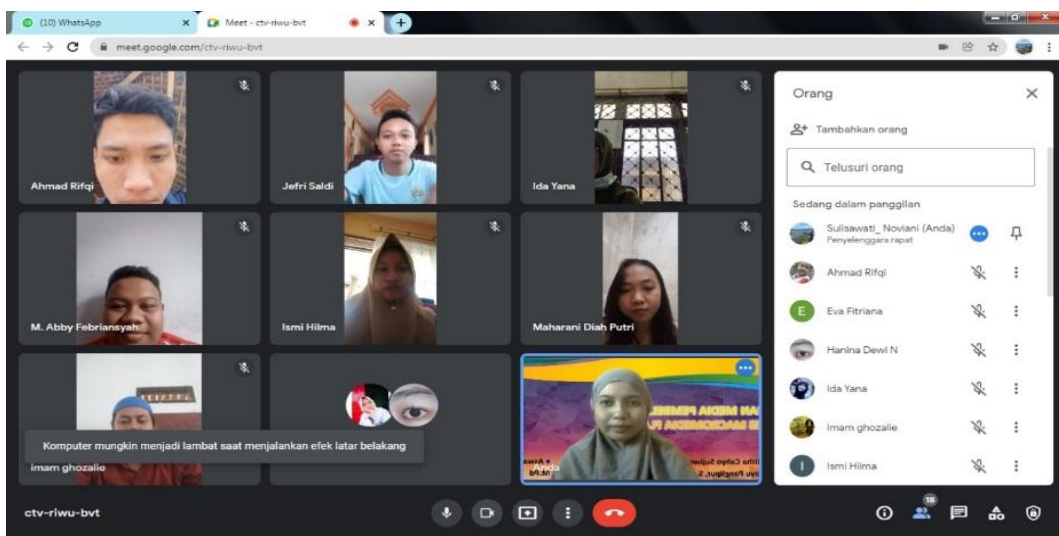 (10) WhatsApp
Meet - ctv-riwu-bvt
meet.google.com/ctv-riwu-bvt
Ahmad Rifqi
Jefri Saldi
Ida Yana
M. Abby Febriansyah
Ismi Hilma
Maharani Diah Putri
Komputer mungkin menjadi lambat saat menjalankan efek latar belakang
imam ghozalie
Anda
Orang
Tambahkan orang
Telusuri orang
Sedang dalam panggilan
Sulisawati_ Noviani (Anda)
Penyelenggara rapat
Ahmad Rifqi
E
Eva Fitriana
Hanina Dewi N
Ida Yana
imam ghozalie
I
Ismi Hilma
ctv-riwu-bvt
18